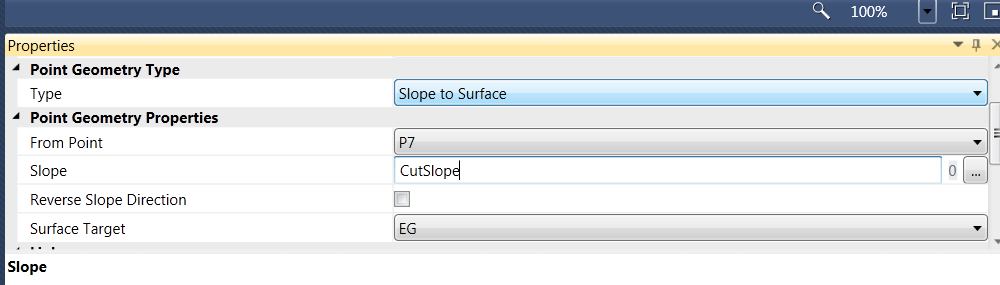 100%
Properties
Point Geometry Type
Type Slope to Surface
Point Geometry Properties
From Point P7
Slope CutSlope 0 ...
Reverse Slope Direction
Surface Target EG
Slope